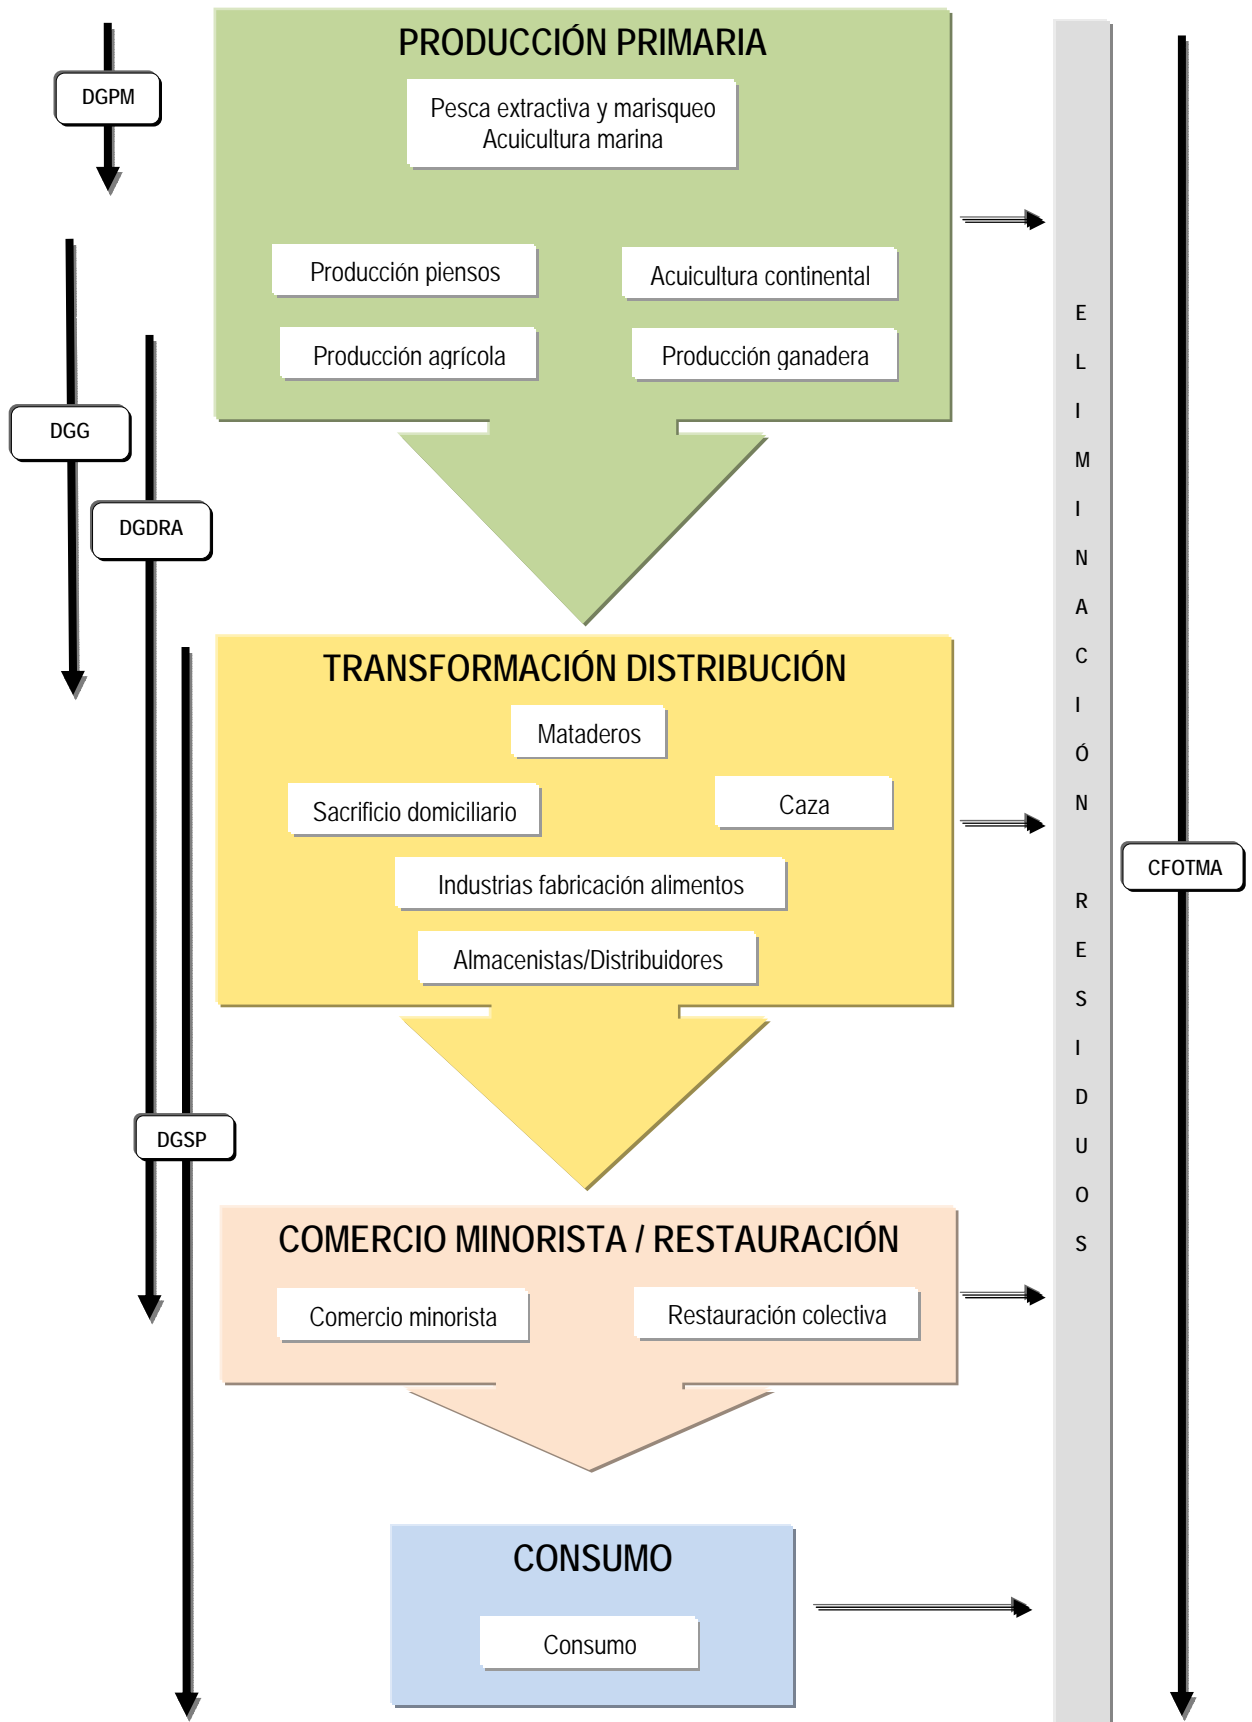 PRODUCCIÓN PRIMARIA
DGPM
Pesca extractiva y marisqueo
Acuicultura marina
Producción piensos
Acuicultura continental
Producción agrícola
Producción ganadera
DGG
DGDRA
TRANSFORMACIÓN DISTRIBUCIÓN
Mataderos
Sacrificio domiciliario
Caza
Industrias fabricación alimentos
Almacenistas/Distribuidores
DGSP
COMERCIO MINORISTA / RESTAURACIÓN
Comercio minorista
Restauración colectiva
CONSUMO
Consumo
ELIMINACIÓN RESIDUOS
CFOTMA